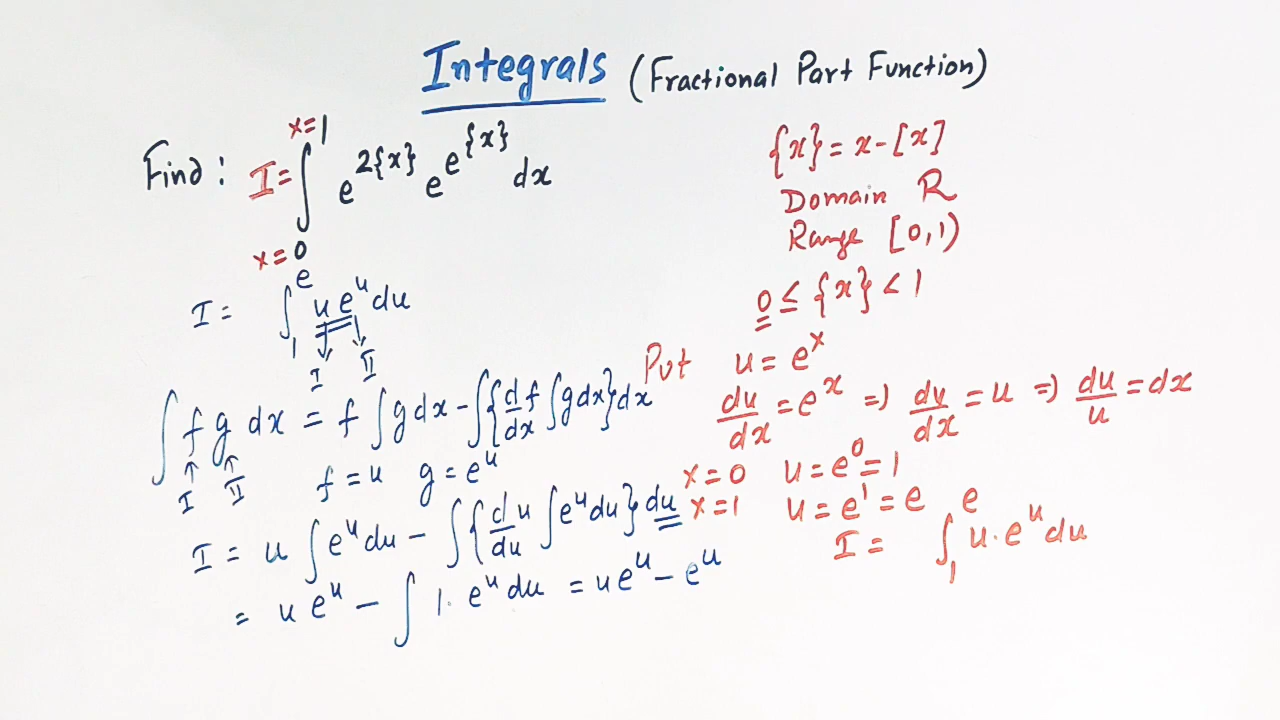 Integrals (Fractional Part Function)
Find : I = ∫_{x=0}^{x=1} e^{2{x}} e^{e^{{x}}} dx
{x} = x - [x]
Domain R
Range [0,1)
0 ≤ {x} < 1
I = ∫_1^e u e^u du
I II
Put u = e^x
du/dx = e^x => du/dx = u => du/u = dx
x=0 u = e^0 = 1
x=1 u = e^1 = e
I = ∫_1^e u·e^u du
∫ f g dx = f ∫ g dx - ∫{d/dx f ∫ g dx} dx
I II f = u g = e^u
I = u ∫ e^u du - ∫{d/du u ∫ e^u du} du
= u e^u - ∫ 1. e^u du = u e^u - e^u